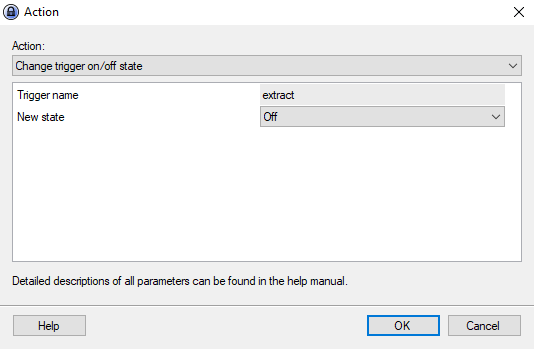 Action
Action:
Change trigger on/off state
Trigger name extract
New state Off
Detailed descriptions of all parameters can be found in the help manual.
Help OK Cancel